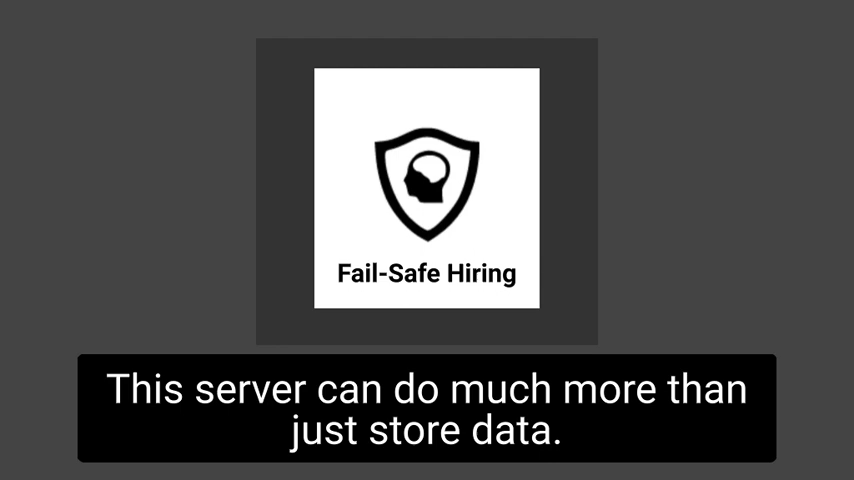 Fail-Safe Hiring
This server can do much more than
just store data.